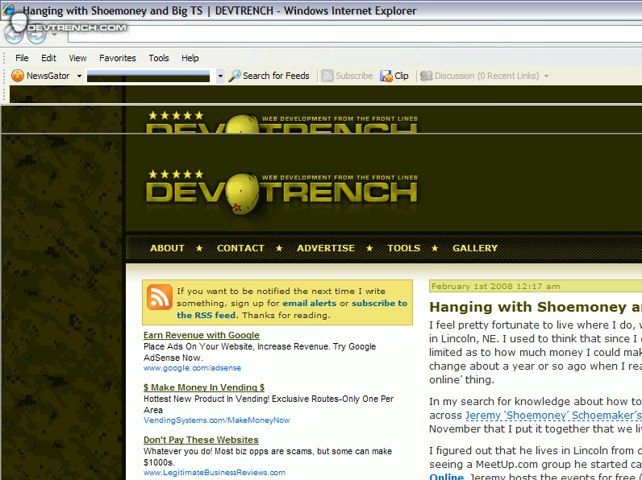 Hanging with Shoemoney and Big TS | DEVTRENCH - Windows Internet Explorer
DEVTRENCH.COM
File Edit View Favorites Tools Help
NewsGator Search for Feeds Subscribe Clip Discussion (0 Recent Links)
WEB DEVELOPMENT FROM THE FRONT LINES
DEVTRENCH
WEB DEVELOPMENT FROM THE FRONT LINES
DEVTRENCH
ABOUT ★ CONTACT ★ ADVERTISE ★ TOOLS ★ GALLERY
If you want to be notified the next time I write
something, sign up for email alerts or subscribe to
the RSS feed. Thanks for reading.
Earn Revenue with Google
Place Ads On Your Website, Increase Revenue. Try Google
AdSense Now.
www.google.com/adsense
$ Make Money In Vending $
Hottest New Product In Vending! Exclusive Routes-Only One Per
Area
VendingSystems.com/MakeMoneyNow
Don't Pay These Websites
Whatever you do! Most biz opps are scams, but some can make
$1000s.
www.LegitimateBusinessReviews.com
February 1st 2008 12:17 am
Hanging with Shoemoney a
I feel pretty fortunate to live where I do, w
in Lincoln, NE. I used to think that since I
limited as to how much money I could mak
change about a year or so ago when I rea
online' thing.
In my search for knowledge about how to
across Jeremy 'Shoemoney' Schoemaker's
November that I put it together that we li
I figured out that he lives in Lincoln from
seeing a MeetUp.com group he started ca
Online. Jeremy hosts the events for free